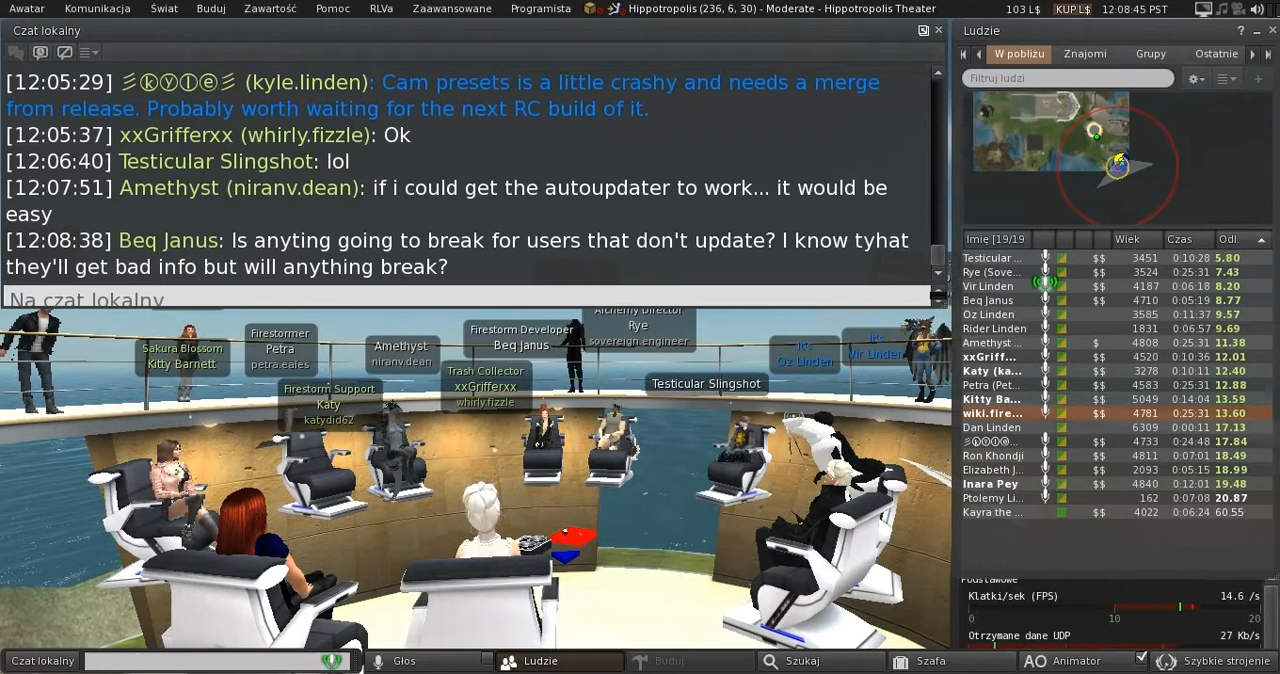 Awatar Komunikacja Świat Buduj Zawartość Pomoc RLVa Zaawansowane Programista Hippotropolis (236, 6, 30) - Moderate - Hippotropolis Theater 103 L$ KUP L$ 12:08:45 PST
Czat lokalny
[12:05:29] 彡ⓚⓨⓛⓔ彡 (kyle.linden): Cam presets is a little crashy and needs a merge
from release. Probably worth waiting for the next RC build of it.
[12:05:37] xxGrifferxx (whirly.fizzle): Ok
[12:06:40] Testicular Slingshot: lol
[12:07:51] Amethyst (niranv.dean): if i could get the autoupdater to work... it would be
easy
[12:08:38] Beq Janus: Is anyting going to break for users that don't update? I know tyhat
they'll get bad info but will anything break?
Na czat lokalny
Sakura Blossom
Kitty Barnett
Firestormer
Petra
petra.eales
Firestorm Support
Katy
katydid62
Amethyst
niranv.dean
Firestorm Developer
Beq Janus
Trash Collector
xxGrifferxx
whirly.fizzle
Alchemy Director
Rye
sovereign.engineer
Testicular Slingshot
It's
Oz Linden
It's
Vir Linden
Ludzie
W pobliżu Znajomi Grupy Ostatnie
Filtruj ludzi
Imię [19/19 Wiek Czas Odl.
Testicular ... $$ 3451 0:10:28 5.80
Rye (Sove... $$ 3524 0:25:31 7.43
Vir Linden $$ 4187 0:06:18 8.20
Beq Janus $$ 4710 0:05:19 8.77
Oz Linden $$ 3585 0:11:37 9.57
Rider Linden $$ 1831 0:06:57 9.69
Amethyst ... $ 4808 0:25:31 11.38
xxGriff... $$ 4520 0:10:36 12.01
Katy (ka... $$ 3278 0:10:11 12.40
Petra (Pet... $$ 4583 0:25:31 12.88
Kitty Ba... $$ 5049 0:14:04 13.59
wiki.fire... $$ 4781 0:25:31 13.60
Dan Linden 6309 0:00:11 17.13
彡ⓚⓨⓛⓔ... $$ 4733 0:24:48 17.84
Ron Khondji $$ 4811 0:07:01 18.49
Elizabeth J... $$ 2093 0:05:15 18.99
Inara Pey $$ 4840 0:12:01 19.48
Ptolemy Li... 162 0:07:08 20.87
Kayra the ... $$ 4022 0:06:24 60.55
Podstawowe
Klatki/sek (FPS) 14.6 /s
0 10 20
Otrzymane dane UDP 27 Kb/s
Czat lokalny Głos Ludzie Buduj Szukaj Szafa AO Animator Szybkie strojenie